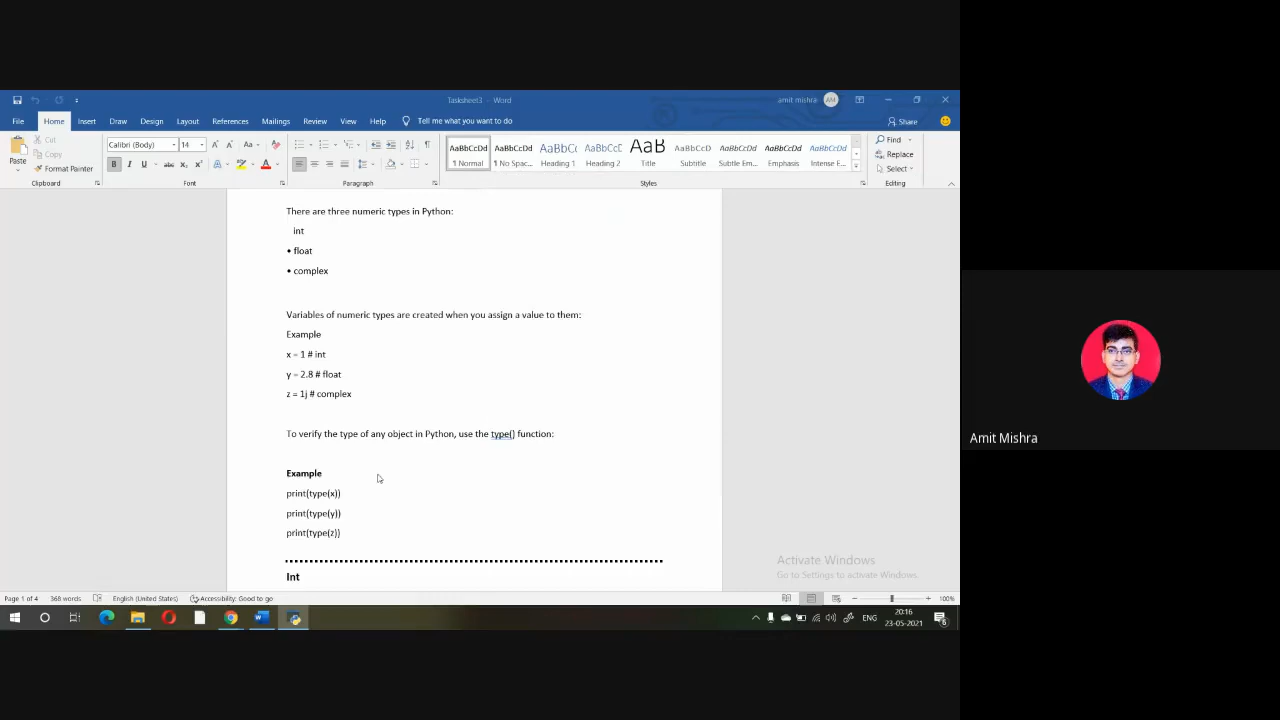 Tasksheet3 - Word
amit mishra
AM
File
Home
Insert
Draw
Design
Layout
References
Mailings
Review
View
Help
Tell me what you want to do
Share
Paste
Cut
Copy
Format Painter
Clipboard
Calibri (Body)
14
Font
Paragraph
AaBbCcDd
¶ Normal
AaBbCcDd
¶ No Spac...
AaBbCc
Heading 1
AaBbCcD
Heading 2
AaB
Title
AaBbCcD
Subtitle
AaBbCcDd
Subtle Em...
AaBbCcDd
Emphasis
AaBbCcDd
Intense E...
Styles
Find
Replace
Select
Editing
There are three numeric types in Python:
int
• float
• complex
Variables of numeric types are created when you assign a value to them:
Example
x = 1 # int
y = 2.8 # float
z = 1j # complex
To verify the type of any object in Python, use the type() function:
Example
print(type(x))
print(type(y))
print(type(z))
Int
Activate Windows
Go to Settings to activate Windows.
Page 1 of 4
368 words
English (United States)
Accessibility: Good to go
100%
ENG
20:16
23-05-2021
6
Amit Mishra